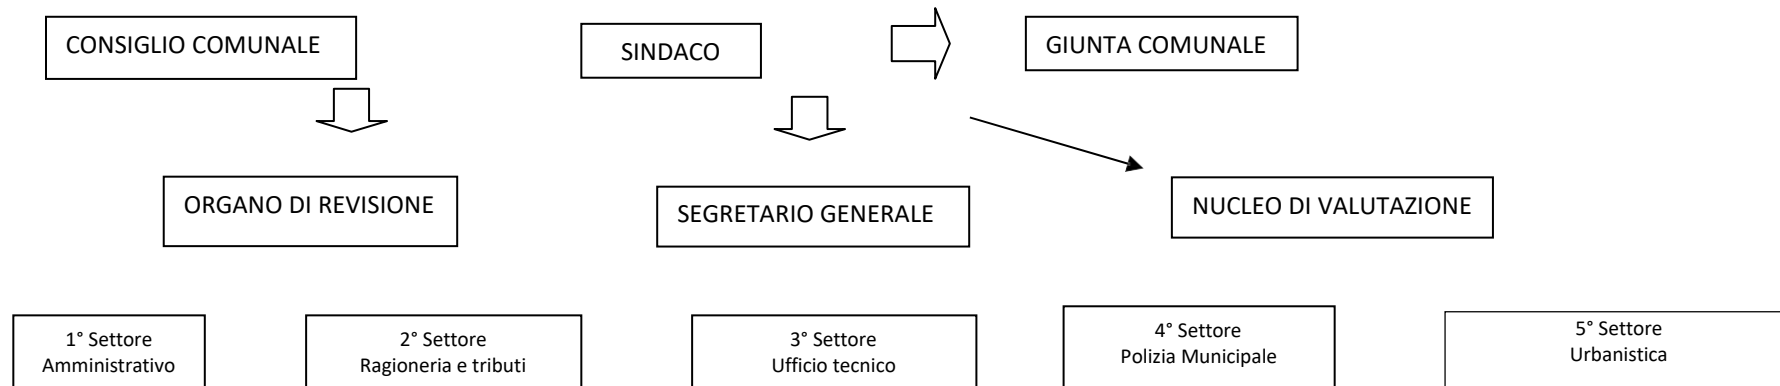 CONSIGLIO COMUNALE
SINDACO
GIUNTA COMUNALE
ORGANO DI REVISIONE
SEGRETARIO GENERALE
NUCLEO DI VALUTAZIONE
1° Settore
Amministrativo
2° Settore
Ragioneria e tributi
3° Settore
Ufficio tecnico
4° Settore
Polizia Municipale
5° Settore
Urbanistica